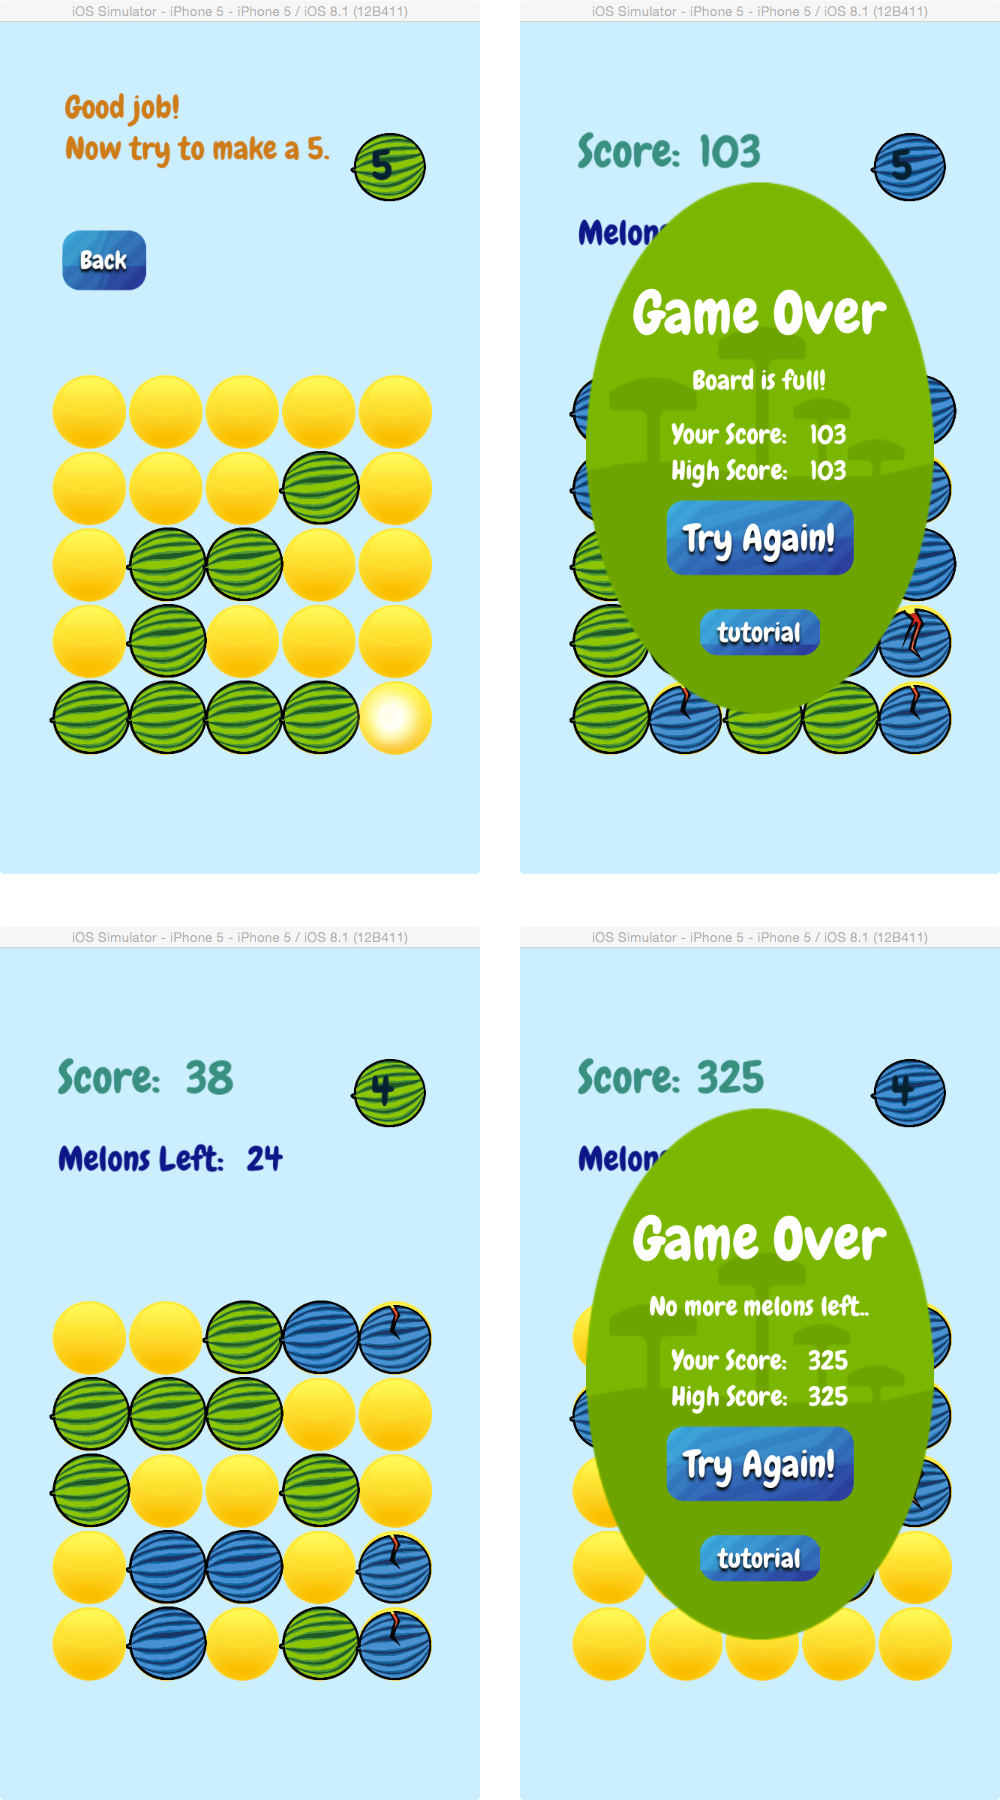 iOS Simulator - iPhone 5 - iPhone 5 / iOS 8.1 (12B411)
Good job!
Now try to make a 5.
5
Back
iOS Simulator - iPhone 5 - iPhone 5 / iOS 8.1 (12B411)
Score: 103
5
Melons
Game Over
Board is full!
Your Score: 103
High Score: 103
Try Again!
tutorial
iOS Simulator - iPhone 5 - iPhone 5 / iOS 8.1 (12B411)
Score: 38
4
Melons Left: 24
iOS Simulator - iPhone 5 - iPhone 5 / iOS 8.1 (12B411)
Score: 325
4
Melons
Game Over
No more melons left..
Your Score: 325
High Score: 325
Try Again!
tutorial